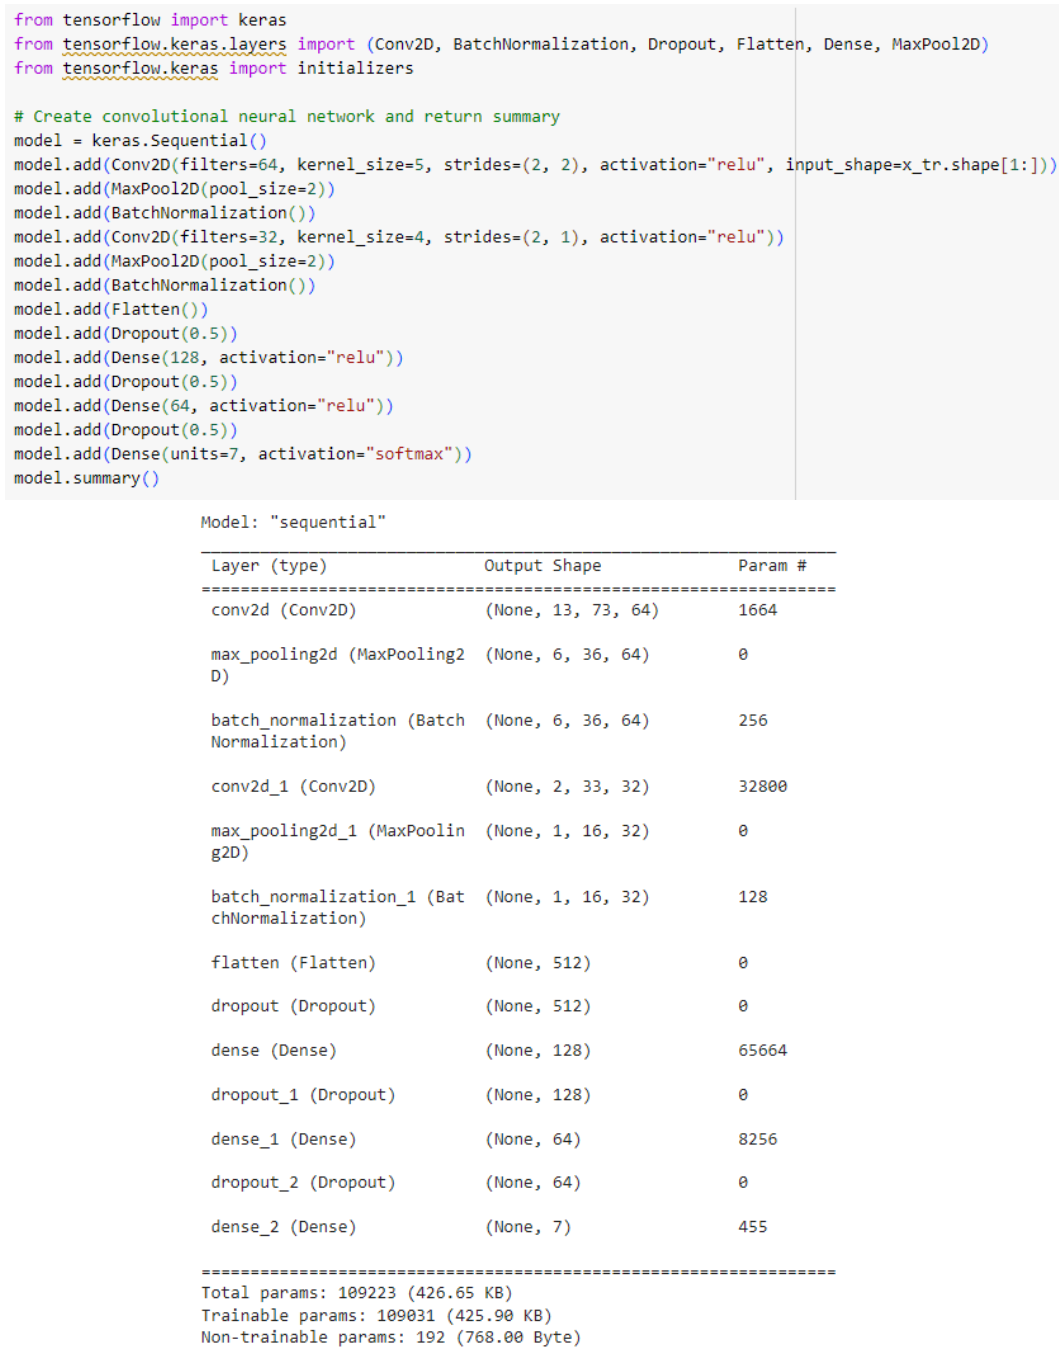 from tensorflow import keras
from tensorflow.keras.layers import (Conv2D, BatchNormalization, Dropout, Flatten, Dense, MaxPool2D)
from tensorflow.keras import initializers
# Create convolutional neural network and return summary
model = keras.Sequential()
model.add(Conv2D(filters=64, kernel_size=5, strides=(2, 2), activation="relu", input_shape=x_tr.shape[1:]))
model.add(MaxPool2D(pool_size=2))
model.add(BatchNormalization())
model.add(Conv2D(filters=32, kernel_size=4, strides=(2, 1), activation="relu"))
model.add(MaxPool2D(pool_size=2))
model.add(BatchNormalization())
model.add(Flatten())
model.add(Dropout(0.5))
model.add(Dense(128, activation="relu"))
model.add(Dropout(0.5))
model.add(Dense(64, activation="relu"))
model.add(Dropout(0.5))
model.add(Dense(units=7, activation="softmax"))
model.summary()
Model: "sequential"
Layer (type) Output Shape Param #
conv2d (Conv2D) (None, 13, 73, 64) 1664
max_pooling2d (MaxPooling2 (None, 6, 36, 64) 0
D)
batch_normalization (Batch (None, 6, 36, 64) 256
Normalization)
conv2d_1 (Conv2D) (None, 2, 33, 32) 32800
max_pooling2d_1 (MaxPoolin (None, 1, 16, 32) 0
g2D)
batch_normalization_1 (Bat (None, 1, 16, 32) 128
chNormalization)
flatten (Flatten) (None, 512) 0
dropout (Dropout) (None, 512) 0
dense (Dense) (None, 128) 65664
dropout_1 (Dropout) (None, 128) 0
dense_1 (Dense) (None, 64) 8256
dropout_2 (Dropout) (None, 64) 0
dense_2 (Dense) (None, 7) 455
Total params: 109223 (426.65 KB)
Trainable params: 109031 (425.90 KB)
Non-trainable params: 192 (768.00 Byte)